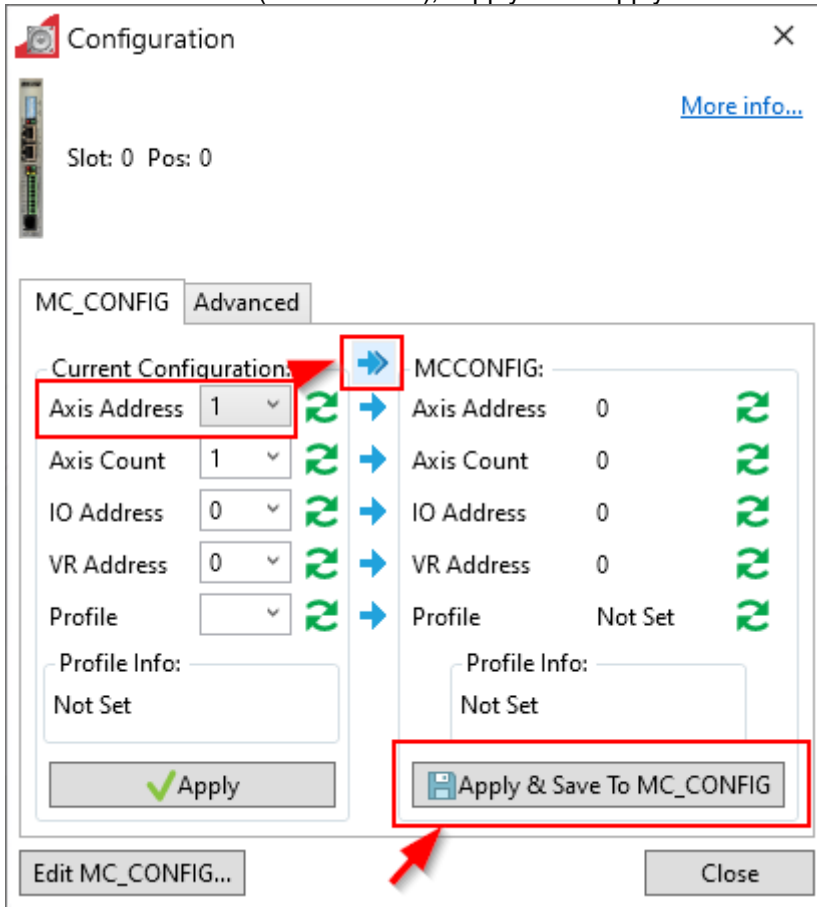 Configuration
More info...
Slot: 0 Pos: 0
MC_CONFIG Advanced
Current Configuration: MCCONFIG:
Axis Address 1 Axis Address 0
Axis Count 1 Axis Count 0
IO Address 0 IO Address 0
VR Address 0 VR Address 0
Profile Profile Not Set
Profile Info: Profile Info:
Not Set Not Set
Apply Apply & Save To MC_CONFIG
Edit MC_CONFIG... Close